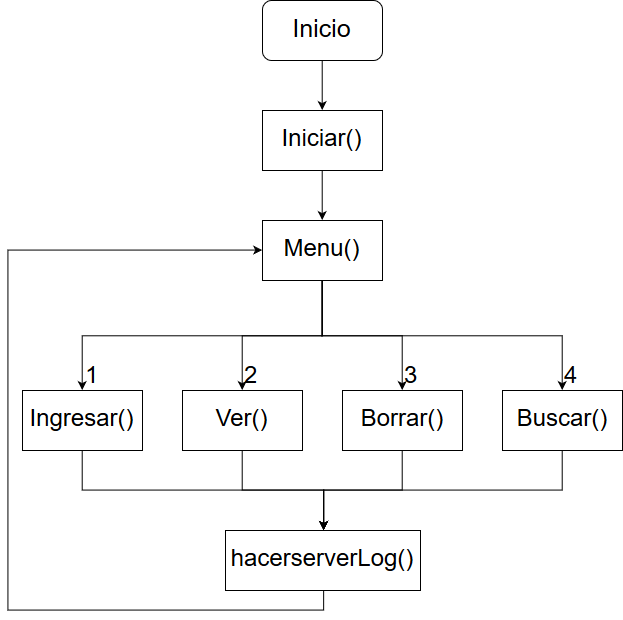 Inicio
Iniciar()
Menu()
1
2
3
4
Ingresar()
Ver()
Borrar()
Buscar()
hacerserverLog()